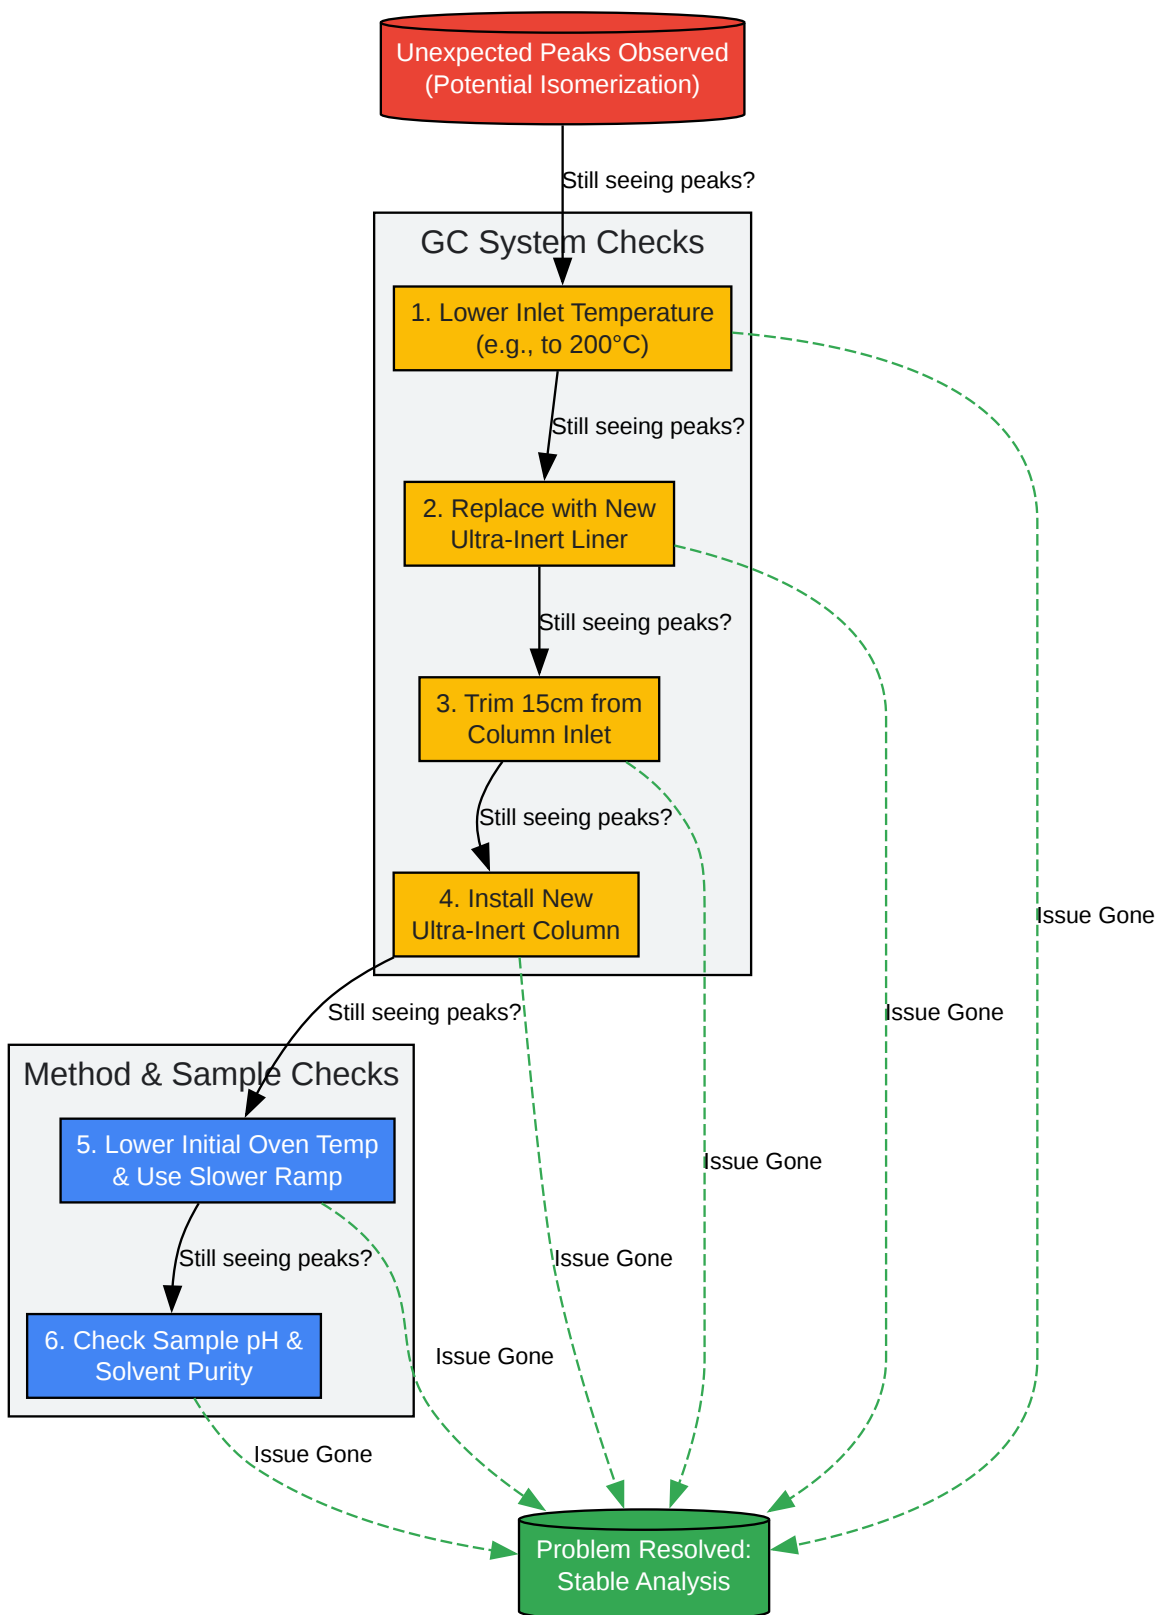 Unexpected Peaks Observed
(Potential Isomerization)
Still seeing peaks?
GC System Checks
1. Lower Inlet Temperature
(e.g., to 200°C)
Still seeing peaks?
2. Replace with New
Ultra-Inert Liner
Still seeing peaks?
3. Trim 15cm from
Column Inlet
Still seeing peaks?
4. Install New
Ultra-Inert Column
Issue Gone
Still seeing peaks?
Issue Gone
Method & Sample Checks
5. Lower Initial Oven Temp
& Use Slower Ramp
Issue Gone
Still seeing peaks?
Issue Gone
6. Check Sample pH &
Solvent Purity
Issue Gone
Issue Gone
Problem Resolved:
Stable Analysis